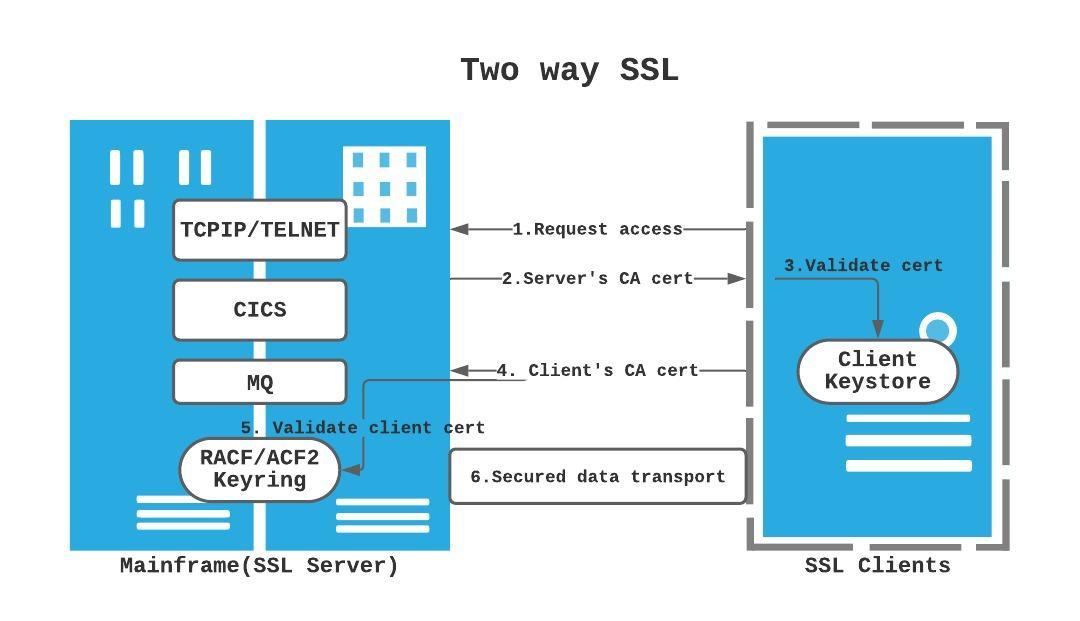 Two way SSL
TCPIP/TELNET
1.Request access
3.Validate cert
2.Server's CA cert
CICS
Client
Keystore
4. Client's CA cert
MQ
5. Validate client cert
RACF/ACF2
Keyring
6.Secured data transport
Mainframe(SSL Server)
SSL Clients